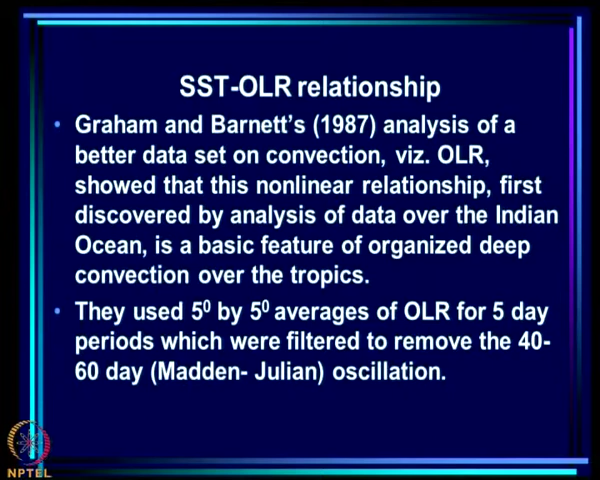 SST-OLR relationship
• Graham and Barnett's (1987) analysis of a
better data set on convection, viz. OLR,
showed that this nonlinear relationship, first
discovered by analysis of data over the Indian
Ocean, is a basic feature of organized deep
convection over the tropics.
• They used 5⁰ by 5⁰ averages of OLR for 5 day
periods which were filtered to remove the 40-
60 day (Madden- Julian) oscillation.
NPTEL